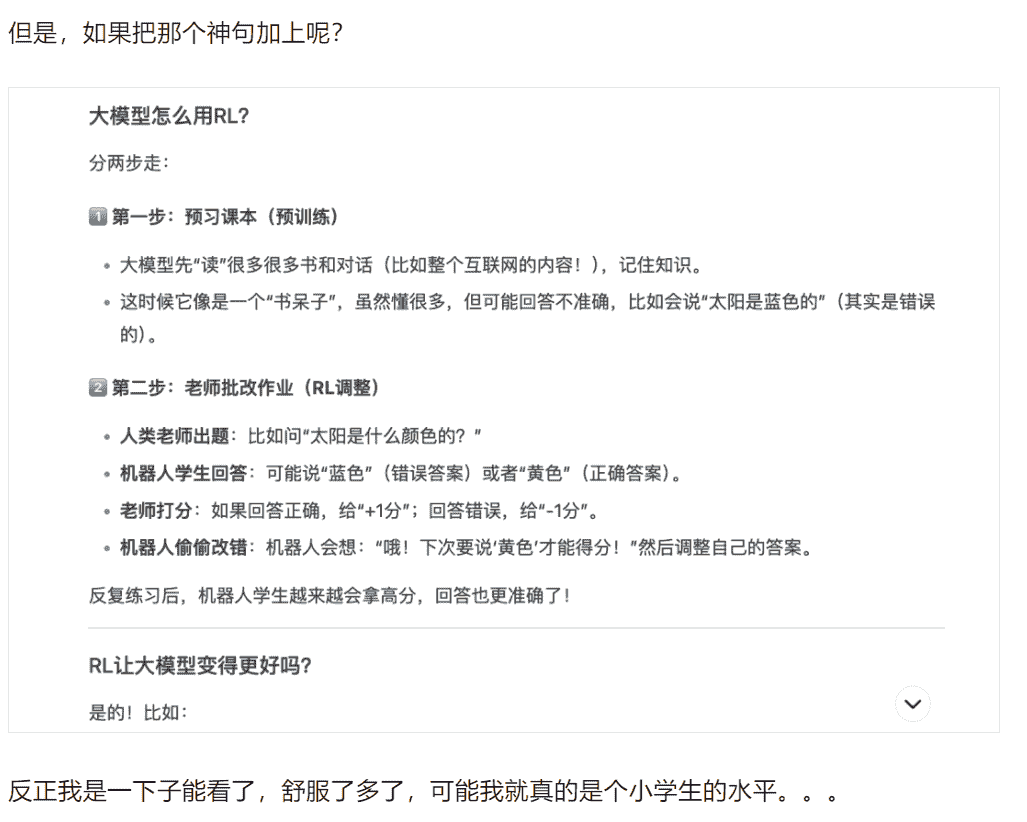 但是，如果把那个神句加上呢？
大模型怎么用RL?
分两步走：
1 第一步：预习课本（预训练）
• 大模型先“读”很多很多书和对话（比如整个互联网的内容！），记住知识。
• 这时候它像是一个“书呆子”，虽然懂很多，但可能回答不准确，比如会说“太阳是蓝色的”（其实是错误
的）。
2 第二步：老师批改作业（RL调整）
• 人类老师出题：比如问“太阳是什么颜色的？”
• 机器人学生回答：可能说“蓝色”（错误答案）或者“黄色”（正确答案）。
• 老师打分：如果回答正确，给“+1分”；回答错误，给“-1分”。
• 机器人偷偷改错：机器人会想：“哦！下次要说‘黄色’才能得分！”然后调整自己的答案。
反复练习后，机器人学生越来越会拿高分，回答也更准确了！
RL让大模型变得更好吗?
是的！比如：
反正我是一下子能看了，舒服了多了，可能我就真的是个小学生的水平。。。